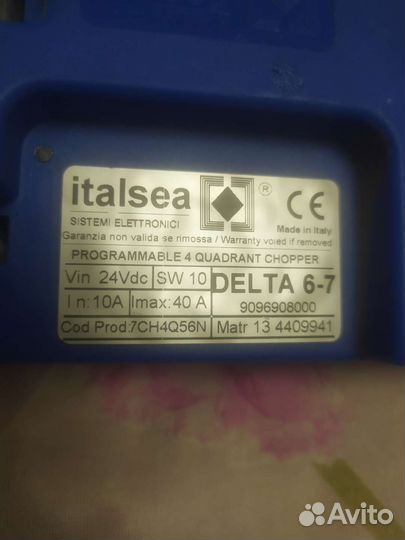 italsea ® CE
SISTEMI ELETTRONICI
Made in Italy
Garanzia non valida se rimossa / Warranty voied if removed
PROGRAMMABLE 4 QUADRANT CHOPPER
Vin 24Vdc SW 10 DELTA 6-7
I n: 10A Imax: 40 A 9096908000
Cod Prod:7CH4Q56N Matr 13 4409941
Avito